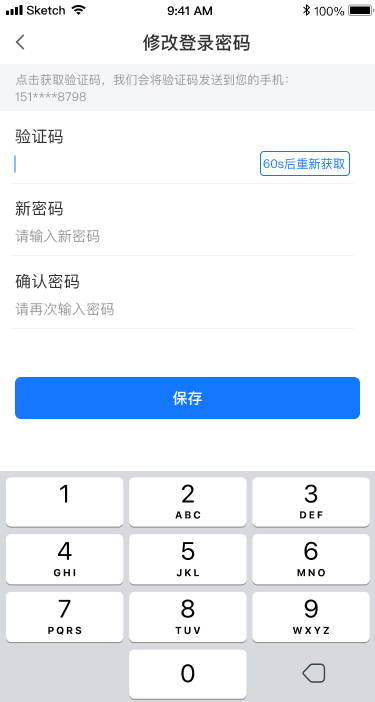 Sketch 9:41 AM 100%
修改登录密码
点击获取验证码，我们会将验证码发送到您的手机：
151****8798
验证码
60s后重新获取
新密码
请输入新密码
确认密码
请再次输入密码
保存
1 2 3
ABC DEF
4 5 6
GHI JKL MNO
7 8 9
PQRS TUV WXYZ
0